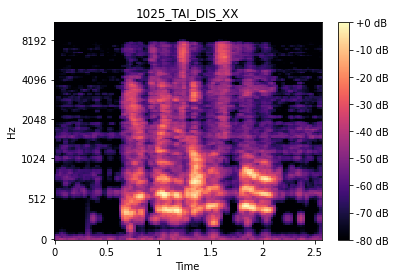 1025_TAI_DIS_XX
8192
4096
2048
1024
512
0
Hz
0 0.5 1 1.5 2 2.5
Time
+0 dB
-10 dB
-20 dB
-30 dB
-40 dB
-50 dB
-60 dB
-70 dB
-80 dB